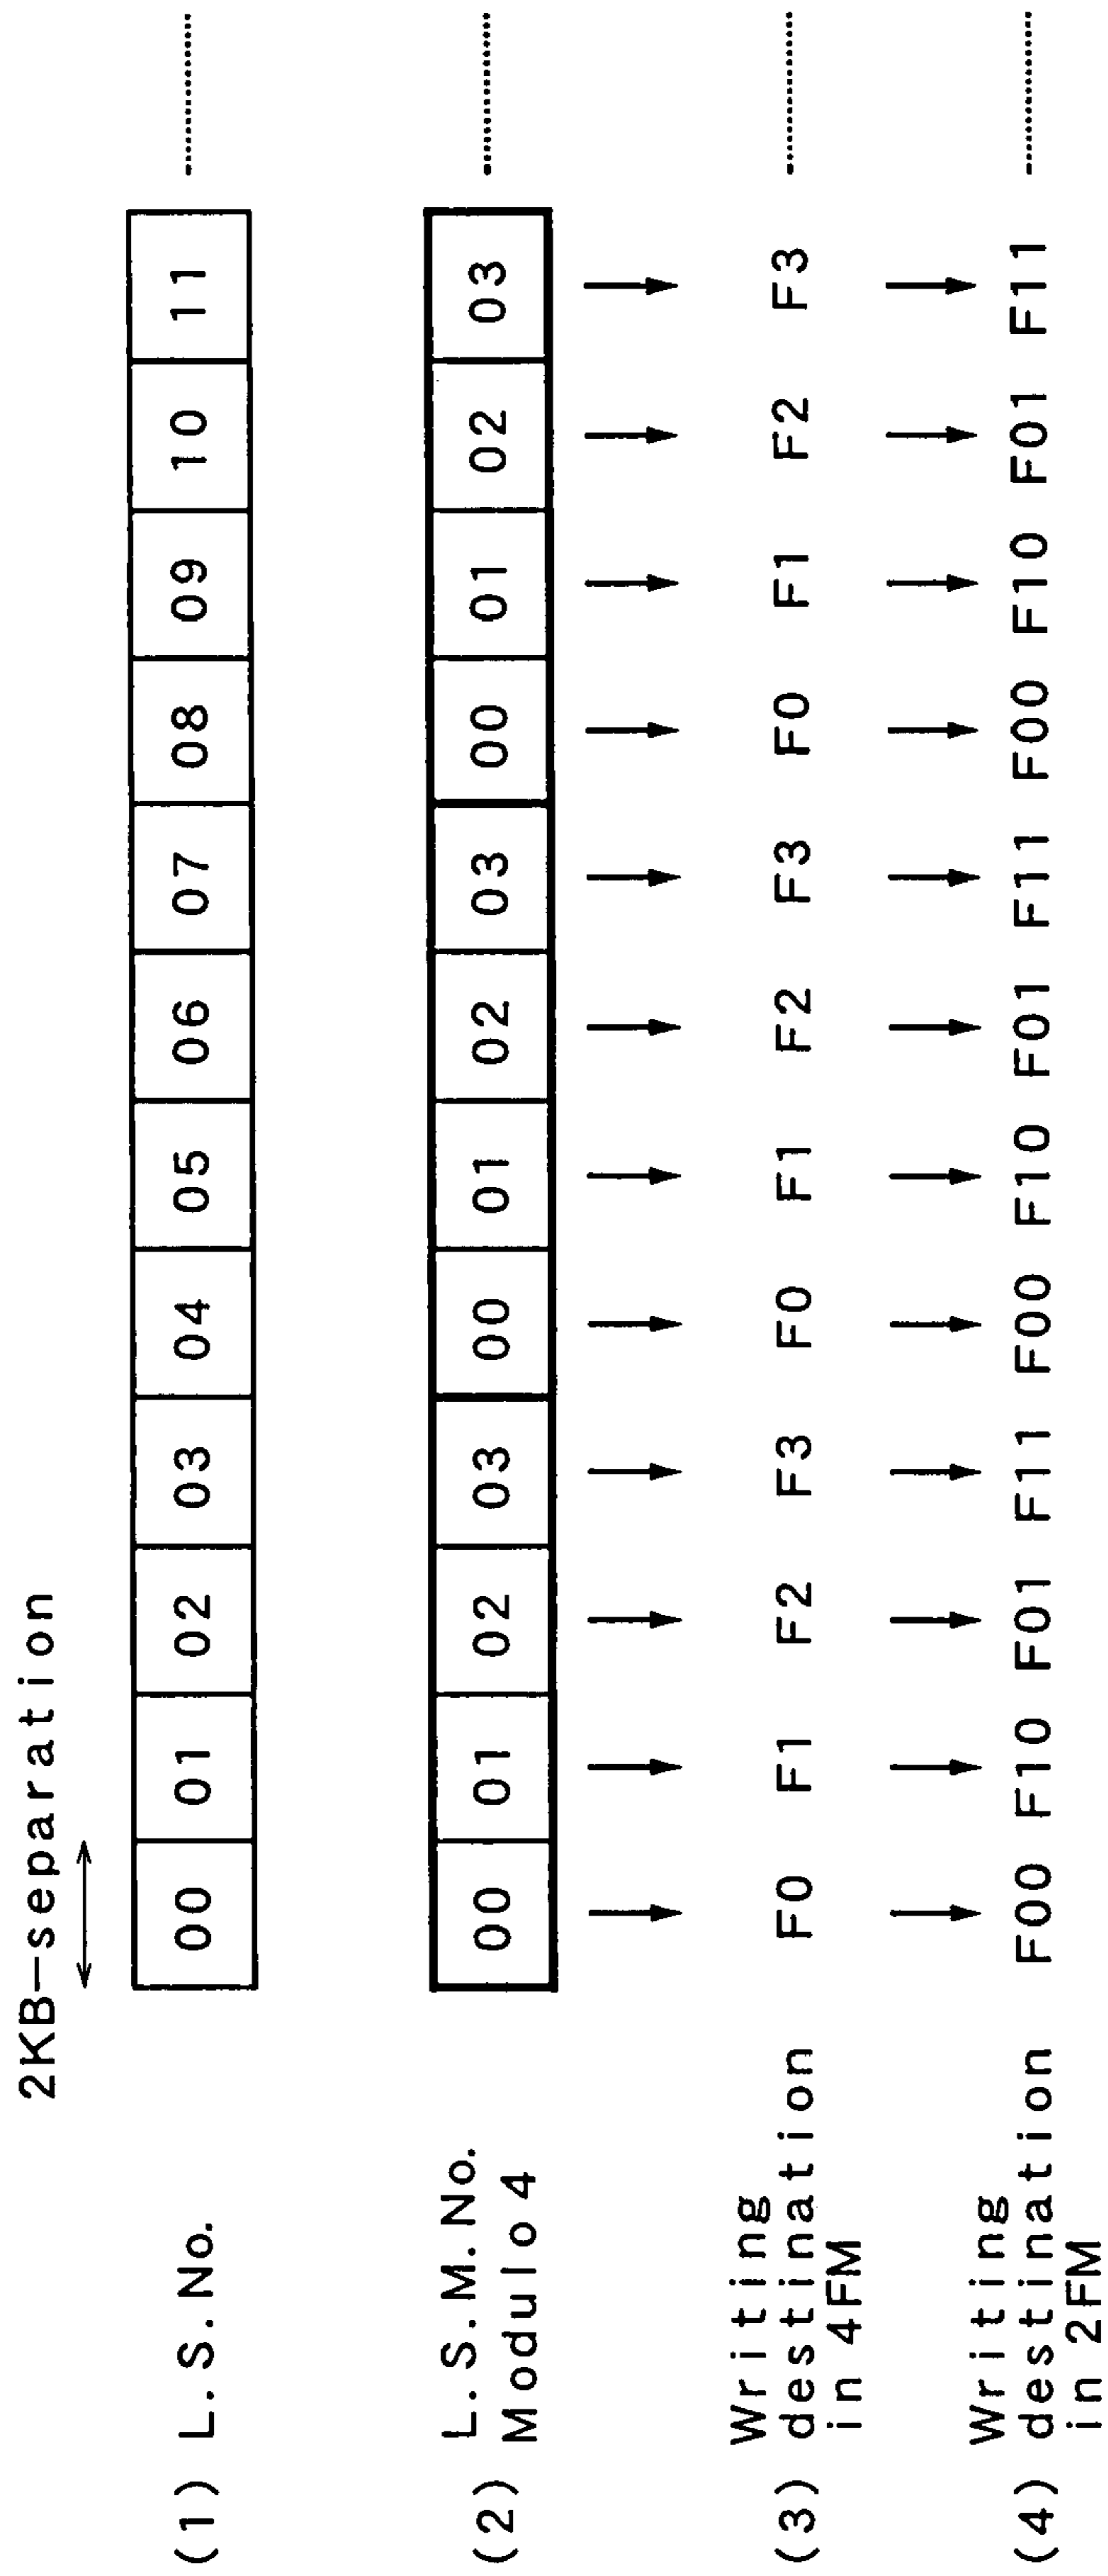 2KB—separation
(1) L.S.No. 00 01 02 03 04 05 06 07 08 09 10 11
(2) L.S.M.No. 00 01 02 03 00 01 02 03 00 01 02 03
Modulo4
Writing
(3) destination F0 F1 F2 F3 F0 F1 F2 F3 F0 F1 F2 F3
in 4FM
Writing
(4) destination F00 F10 F01 F11 F00 F10 F01 F11 F00 F10 F01 F11
in 2FM